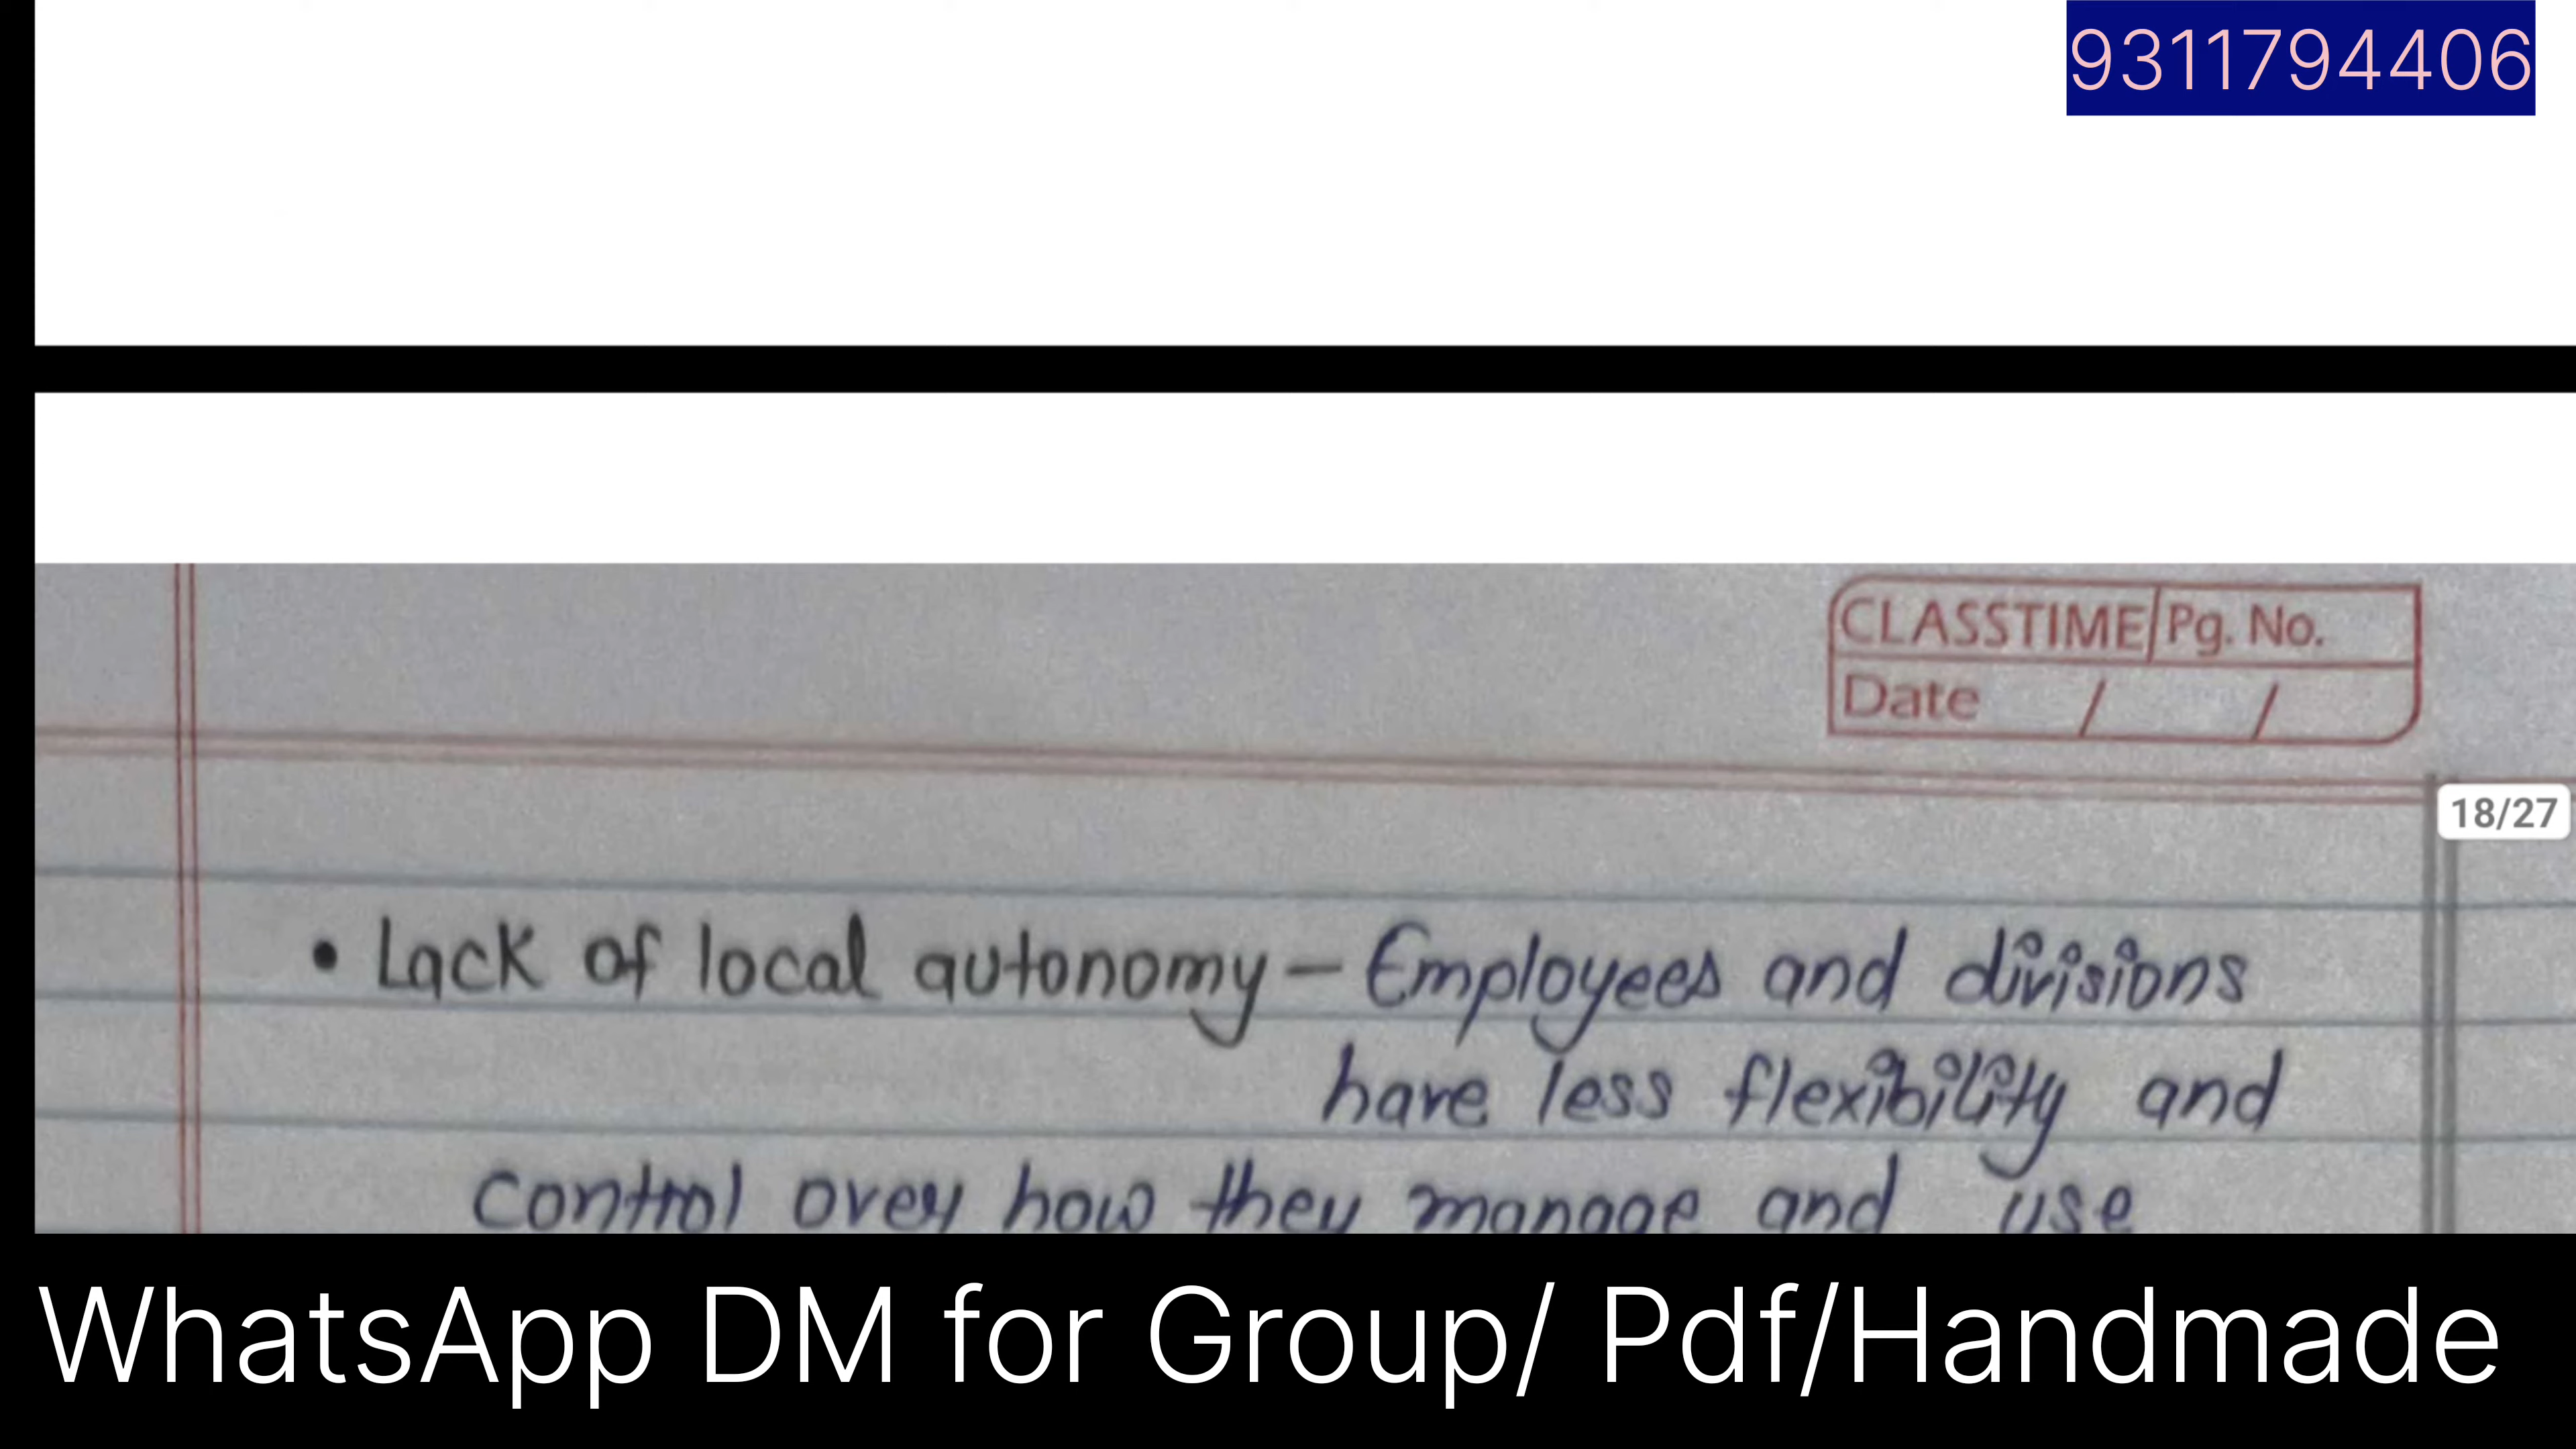 9311794406
CLASSTIME Pg. No.
Date / /
18/27
• Lack of local autonomy – Employees and divisions
have less flexibility and
control over how they manage and use
WhatsApp DM for Group/ Pdf/Handmade